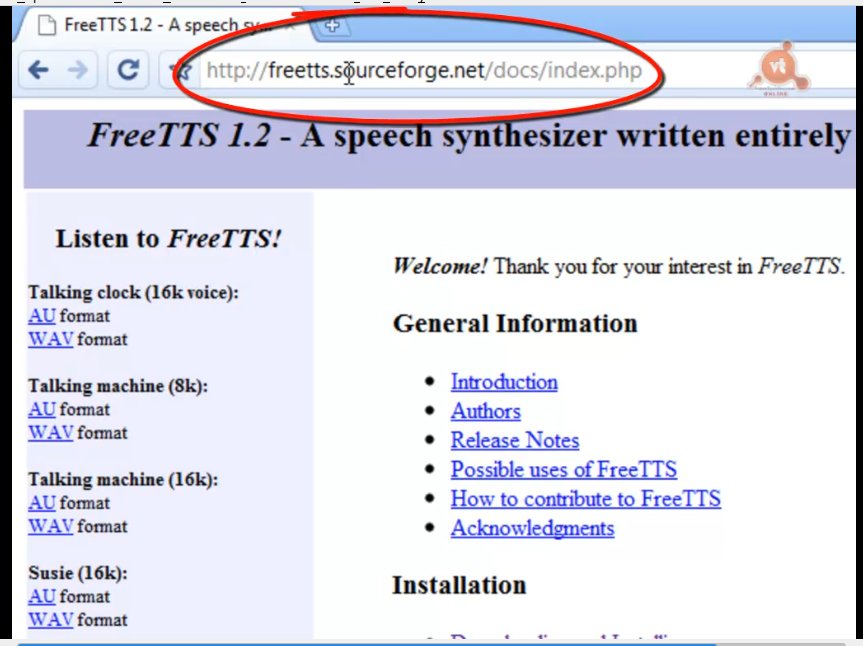 FreeTTS 1.2 - A speech sy...
http://freetts.sourceforge.net/docs/index.php
vt
ONLINE
FreeTTS 1.2 - A speech synthesizer written entirely
Listen to FreeTTS!
Talking clock (16k voice):
AU format
WAV format
Talking machine (8k):
AU format
WAV format
Talking machine (16k):
AU format
WAV format
Susie (16k):
AU format
WAV format
Welcome! Thank you for your interest in FreeTTS.
General Information
Introduction
Authors
Release Notes
Possible uses of FreeTTS
How to contribute to FreeTTS
Acknowledgments
Installation